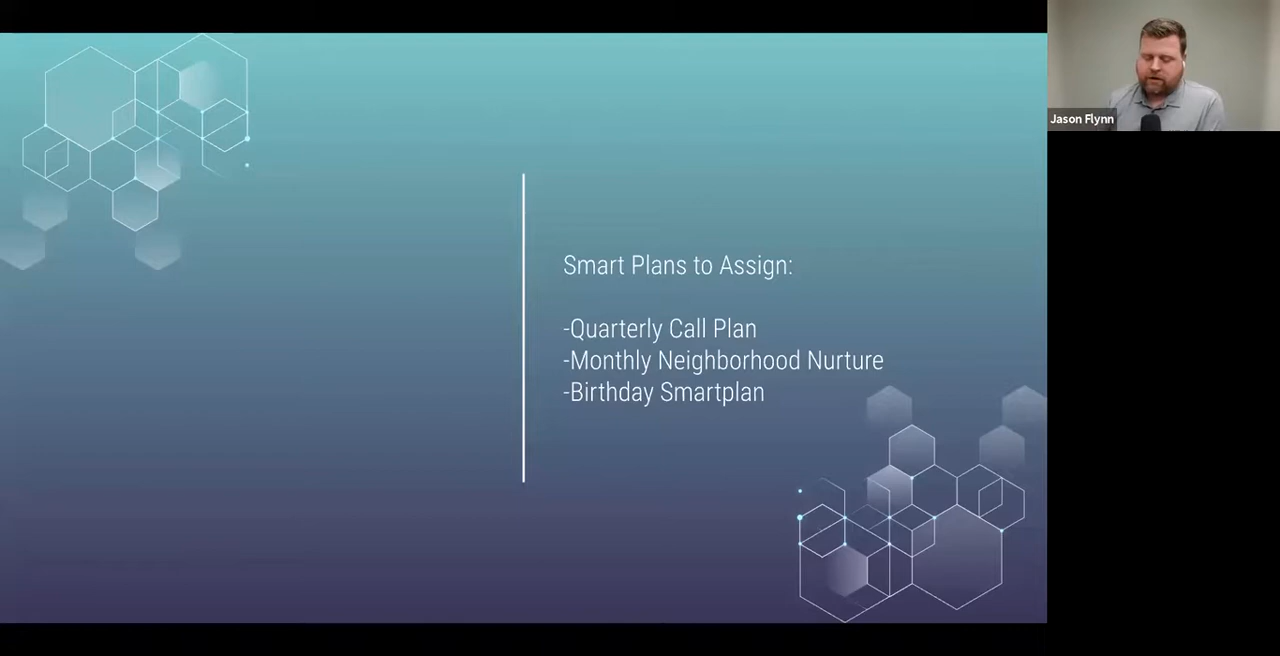 Smart Plans to Assign:
-Quarterly Call Plan
-Monthly Neighborhood Nurture
-Birthday Smartplan
Jason Flynn